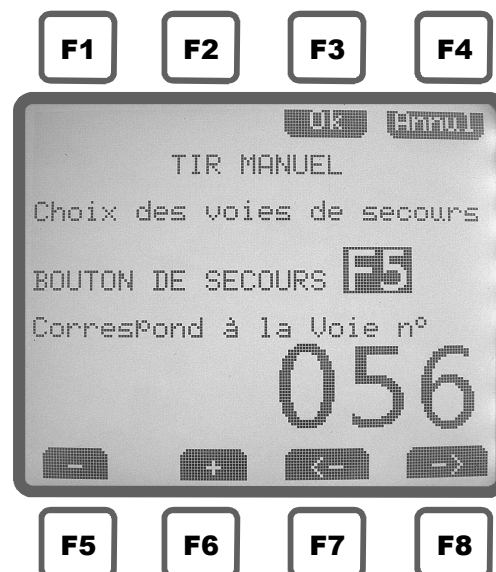 F1 F2 F3 F4
Ok Annul
TIR MANUEL
Choix des voies de secours
BOUTON DE SECOURS F5
Correspond à la Voie n°
056
- + <- ->
F5 F6 F7 F8